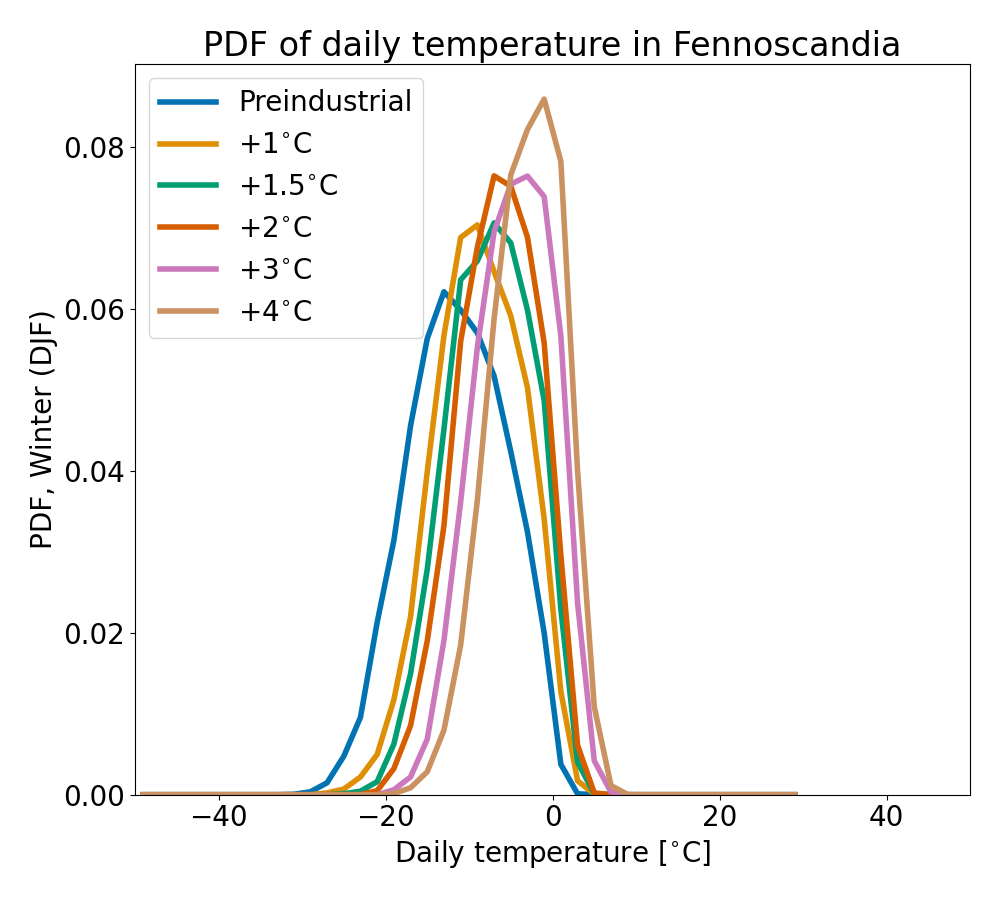 PDF of daily temperature in Fennoscandia
Preindustrial
+1°C
+1.5°C
+2°C
+3°C
+4°C
PDF, Winter (DJF)
0.08
0.06
0.04
0.02
0.00
−40
−20
0
20
40
Daily temperature [°C]